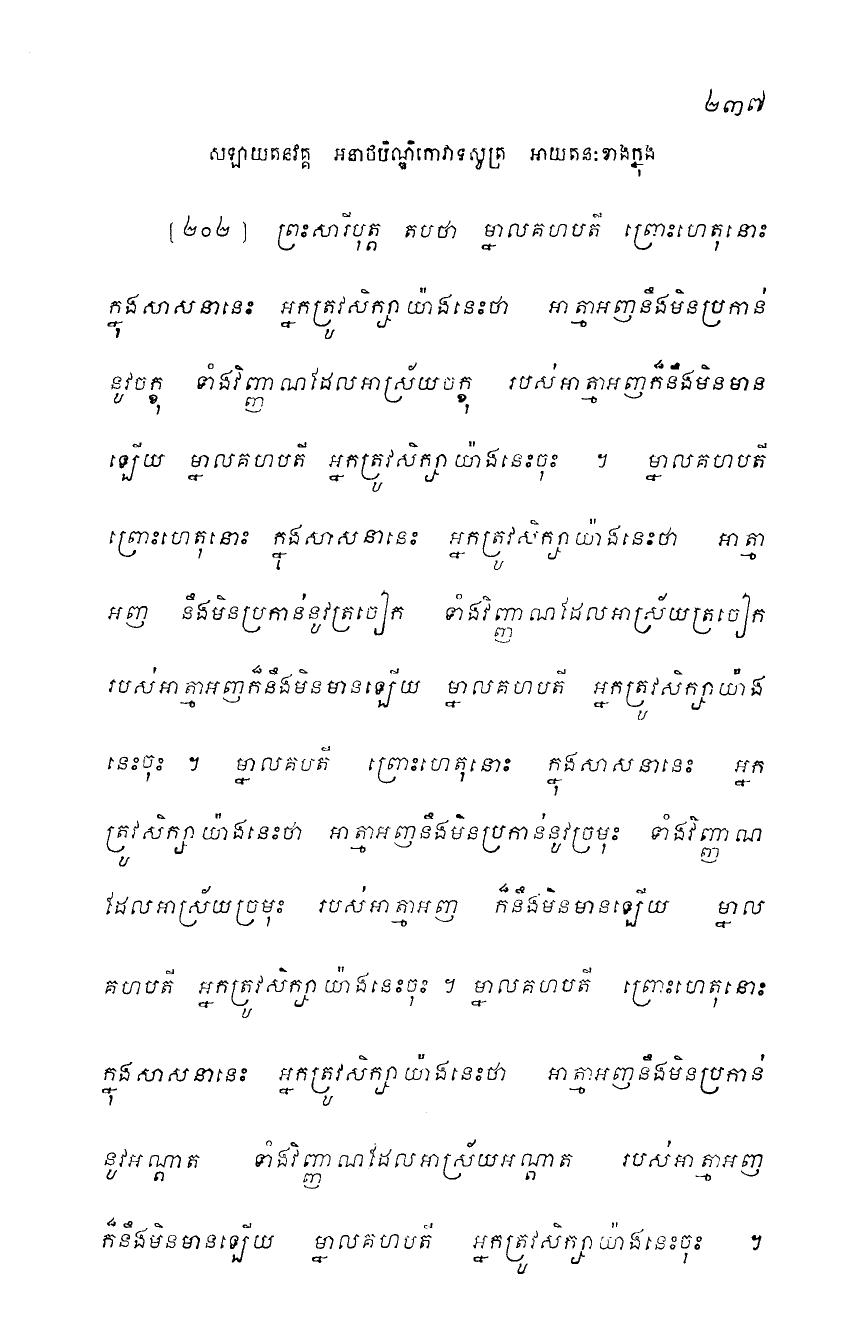 ២៣៧
សឡាយតនវគ្គ អនាថបិណ្ឌិកោវាទសូត្រ អាយតនៈខាងក្នុង
[២០២] ព្រះសារីបុត្ត តបថា ម្នាលគហបតី ព្រោះហេតុនោះ
ក្នុងសាសនានេះ អ្នកត្រូវសិក្សាយ៉ាងនេះថា អាត្មាអញនឹងមិនប្រកាន់
នូវចក្ខុ ទាំងវិញ្ញាណដែលអាស្រ័យចក្ខុ របស់អាត្មាអញក៏នឹងមិនមាន
ឡើយ ម្នាលគហបតី អ្នកត្រូវសិក្សាយ៉ាងនេះចុះ ។ ម្នាលគហបតី
ព្រោះហេតុនោះ ក្នុងសាសនានេះ អ្នកត្រូវសិក្សាយ៉ាងនេះថា អាត្មា
អញ នឹងមិនប្រកាន់នូវត្រចៀក ទាំងវិញ្ញាណដែលអាស្រ័យត្រចៀក
របស់អាត្មាអញក៏នឹងមិនមានឡើយ ម្នាលគហបតី អ្នកត្រូវសិក្សាយ៉ាង
នេះចុះ ។ ម្នាលគបតី ព្រោះហេតុនោះ ក្នុងសាសនានេះ អ្នក
ត្រូវសិក្សាយ៉ាងនេះថា អាត្មាអញនឹងមិនប្រកាន់នូវច្រមុះ ទាំងវិញ្ញាណ
ដែលអាស្រ័យច្រមុះ របស់អាត្មាអញ ក៏នឹងមិនមានឡើយ ម្នាល
គហបតី អ្នកត្រូវសិក្សាយ៉ាងនេះចុះ ។ ម្នាលគហបតី ព្រោះហេតុនោះ
ក្នុងសាសនានេះ អ្នកត្រូវសិក្សាយ៉ាងនេះថា អាត្មាអញនឹងមិនប្រកាន់
នូវអណ្តាត ទាំងវិញ្ញាណដែលអាស្រ័យអណ្តាត របស់អាត្មាអញ
ក៏នឹងមិនមានឡើយ ម្នាលគហបតី អ្នកត្រូវសិក្សាយ៉ាងនេះចុះ ។